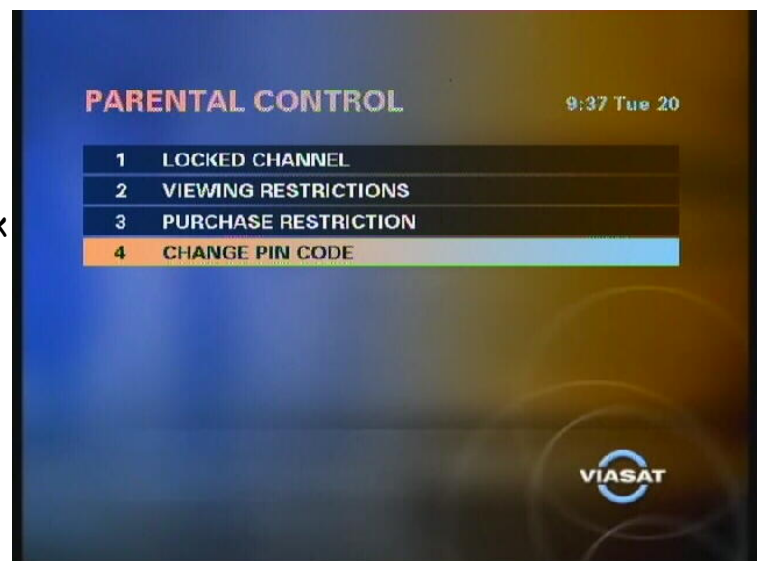 PARENTAL CONTROL
9:37 Tue 20
1 LOCKED CHANNEL
2 VIEWING RESTRICTIONS
3 PURCHASE RESTRICTION
4 CHANGE PIN CODE
VIASAT